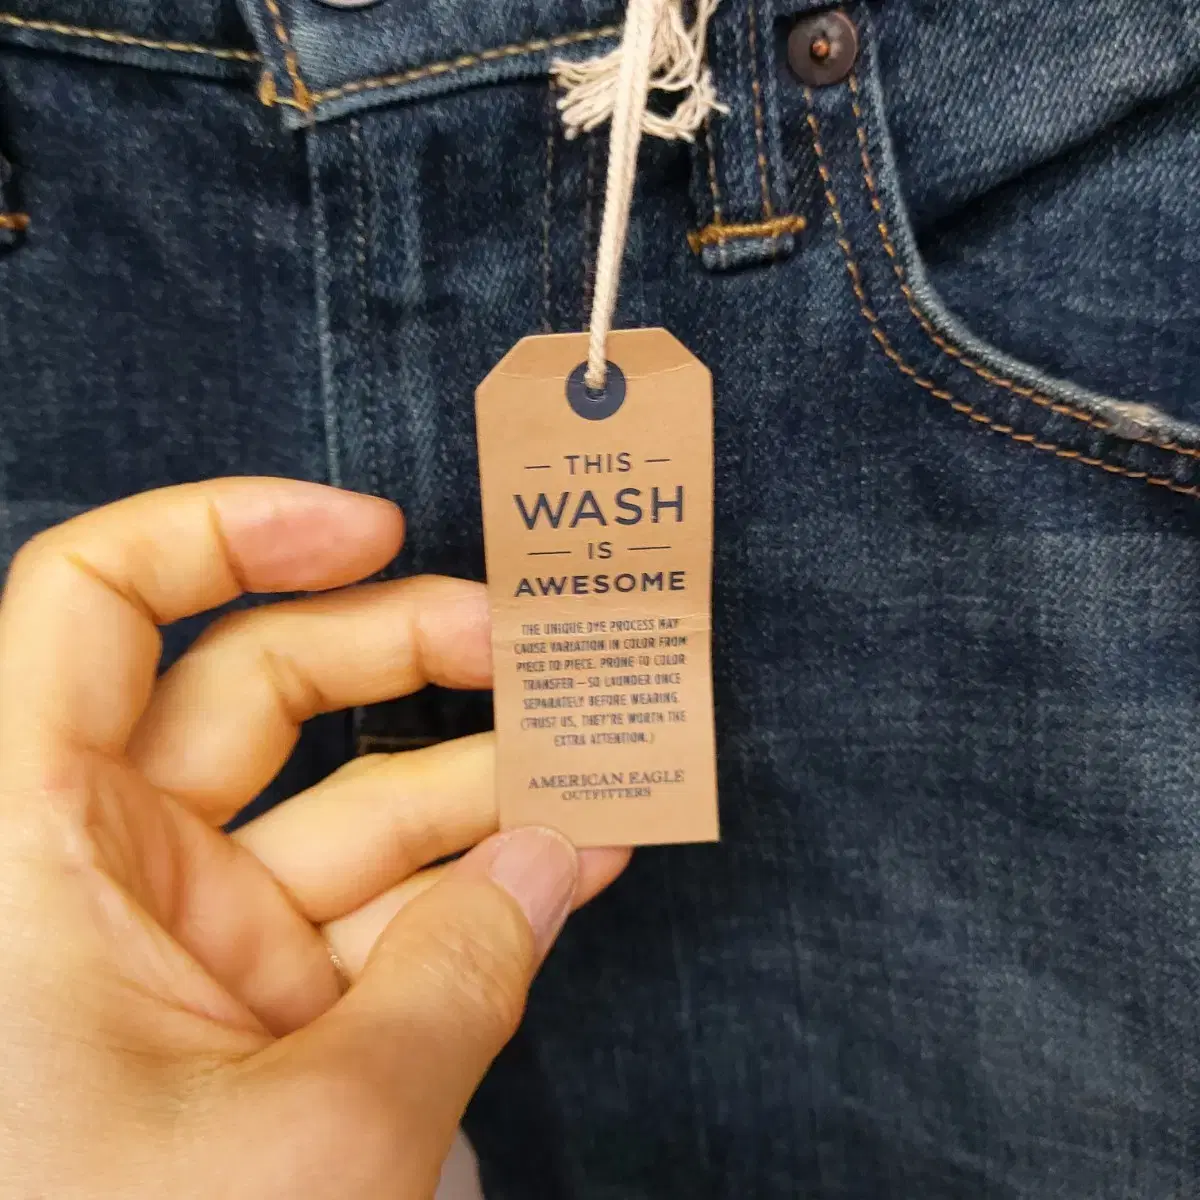 — THIS —
WASH
— IS —
AWESOME
THE UNIQUE DYE PROCESS MAY
CAUSE VARIATION IN COLOR FROM
PIECE TO PIECE. PRONE TO COLOR
TRANSFER—SO LAUNDER ONCE
SEPARATELY BEFORE WEARING.
(TRUST US, THEY'RE WORTH THE
EXTRA ATTENTION.)
AMERICAN EAGLE
OUTFITTERS